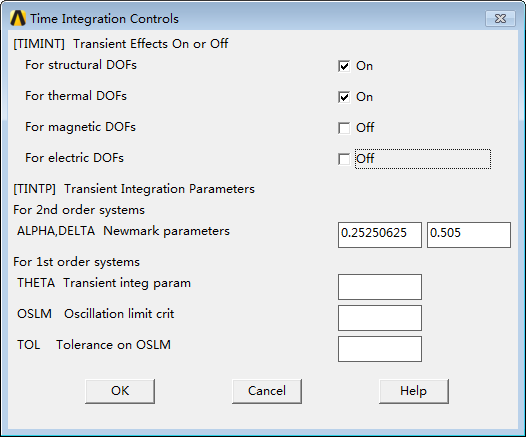 Time Integration Controls
[TIMINT] Transient Effects On or Off
For structural DOFs On
For thermal DOFs On
For magnetic DOFs Off
For electric DOFs Off
[TINTP] Transient Integration Parameters
For 2nd order systems
ALPHA,DELTA Newmark parameters 0.25250625 0.505
For 1st order systems
THETA Transient integ param
OSLM Oscillation limit crit
TOL Tolerance on OSLM
OK Cancel Help